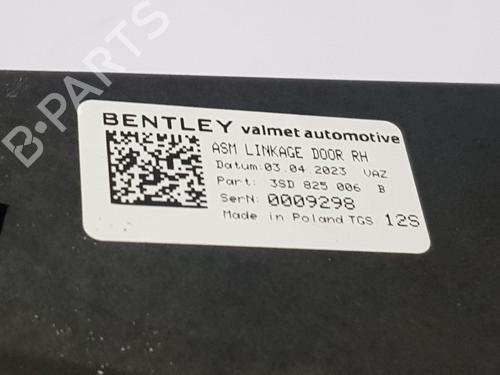 BENTLEY valmet automotive
ASM LINKAGE DOOR RH
Datum:03.04.2023 VAZ
Part: 3SD 825 006 B
SerN: 0009298
Made in Poland TGS 12S
B-PARTS